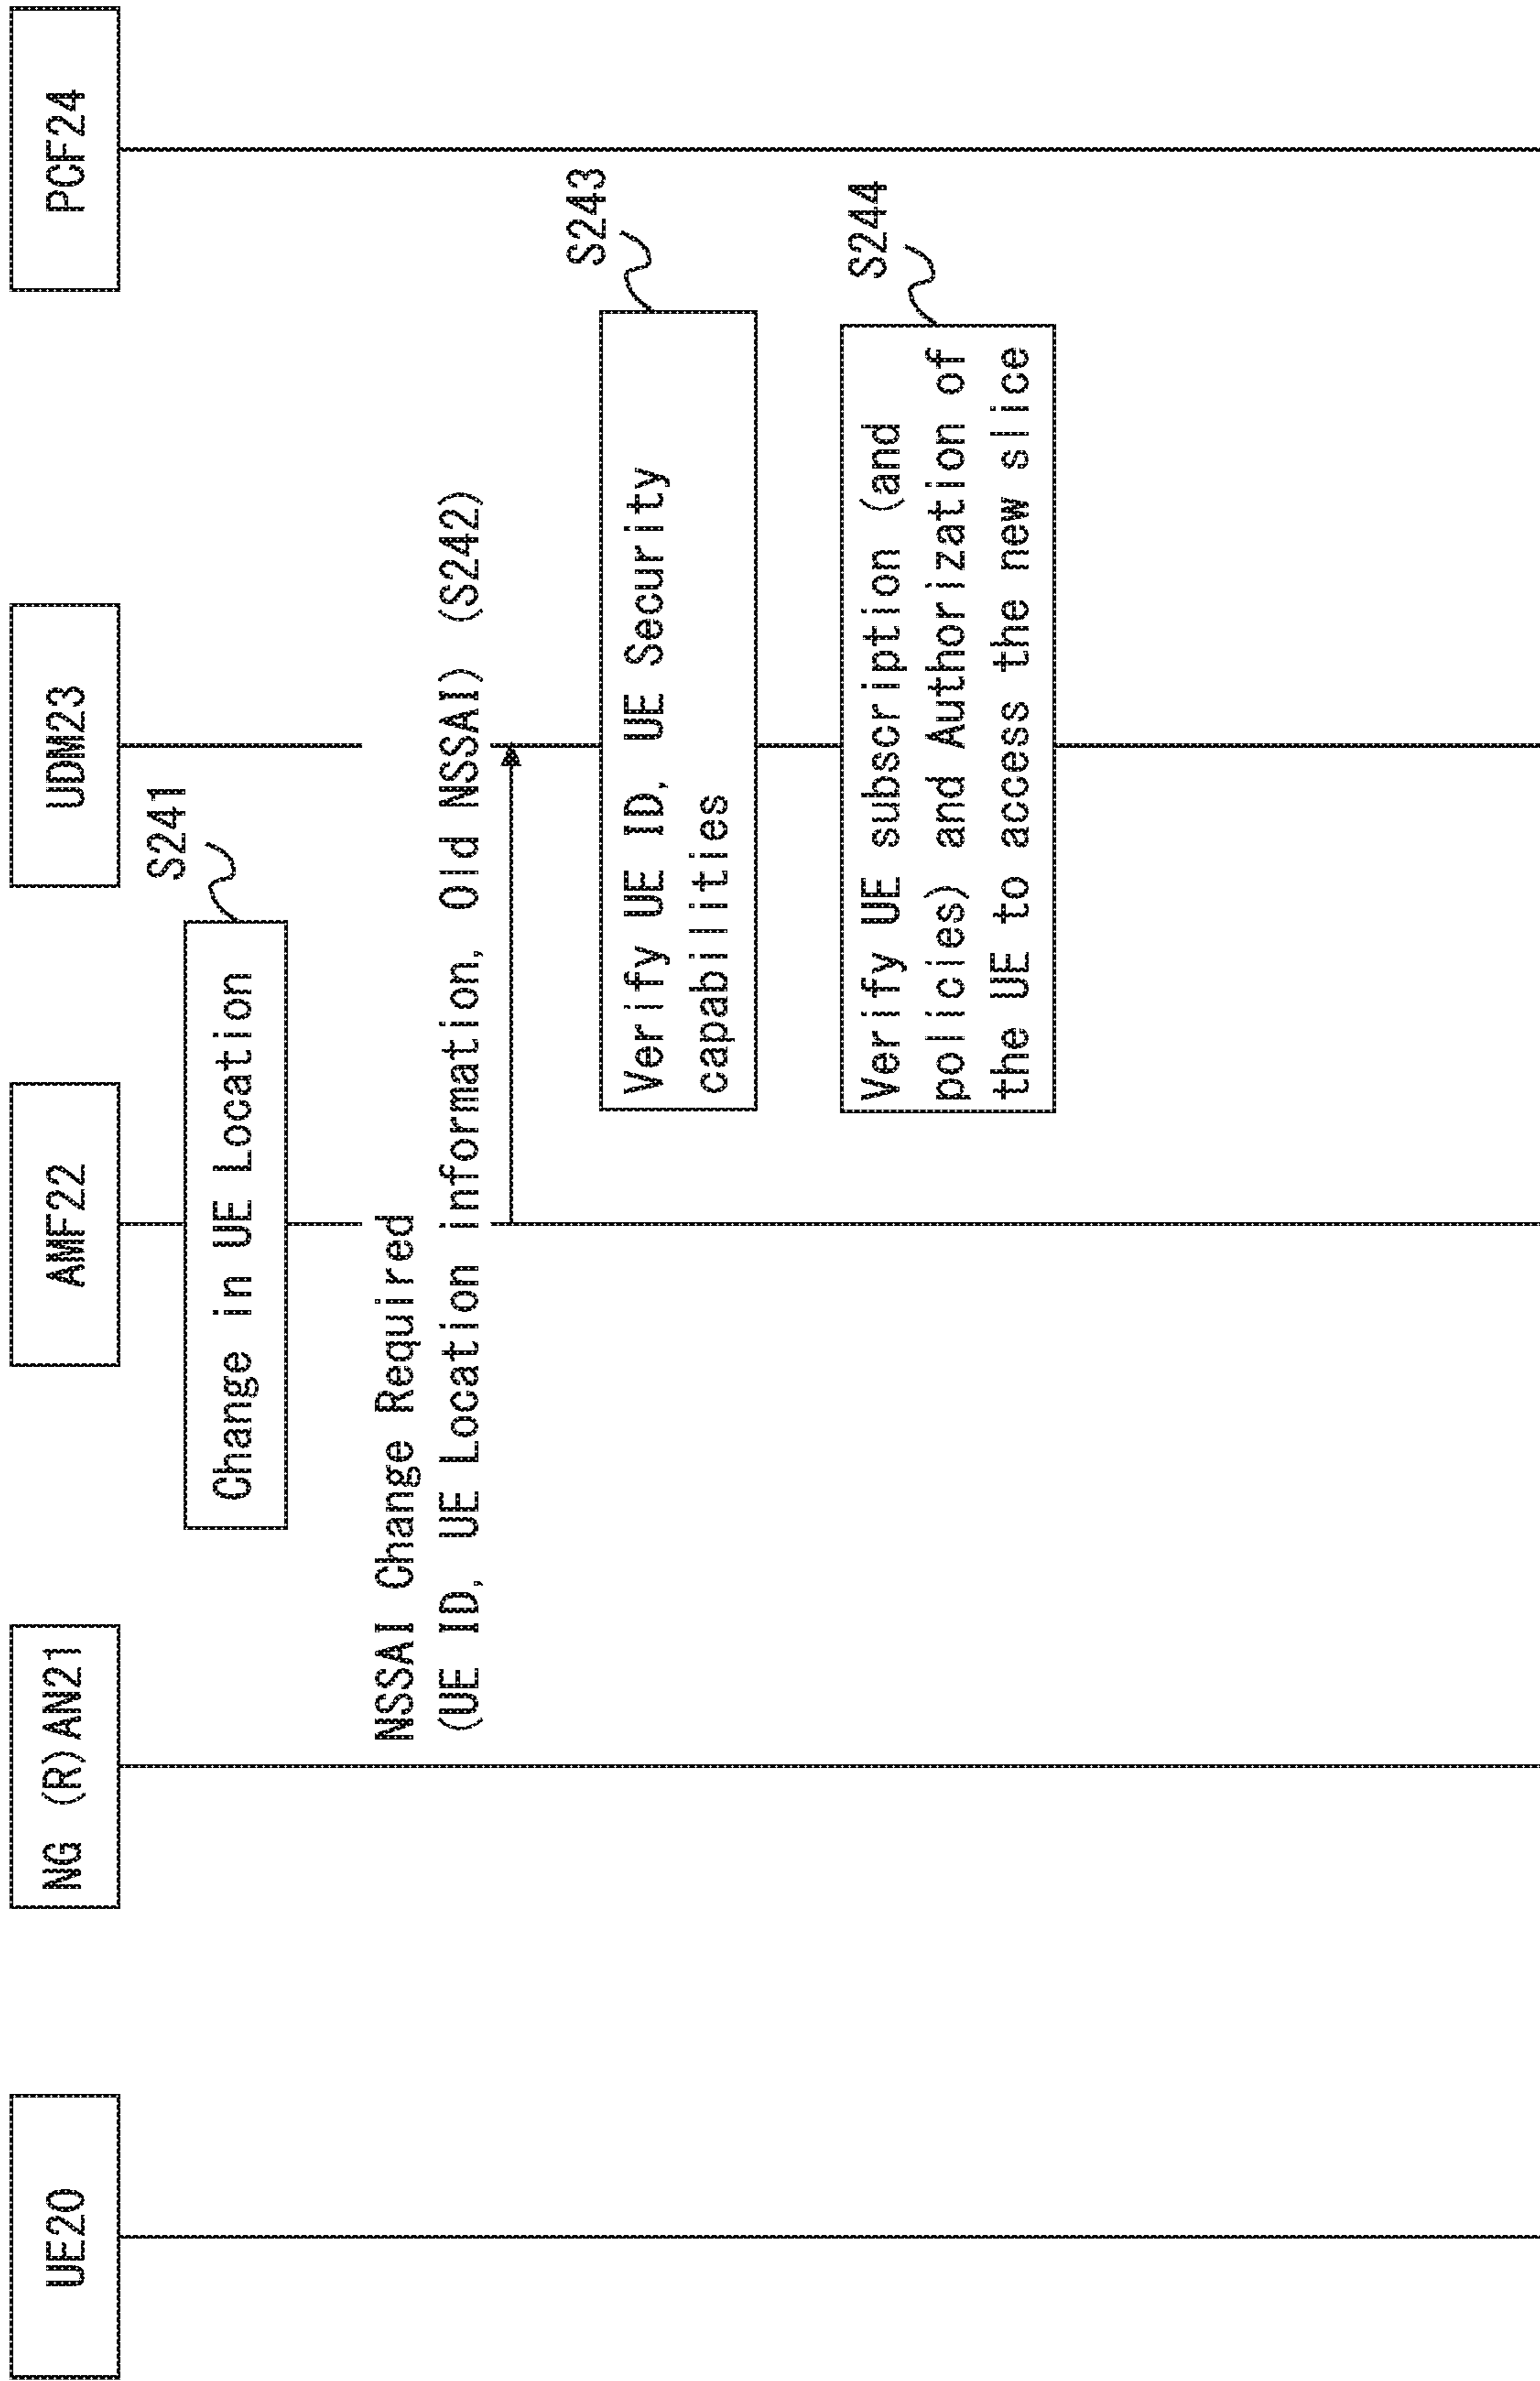 UE20
NG (R) AN21
AMF22
UDM23
PCF24
Change in UE Location
S241
NSSAI Change Required
(UE ID, UE Location information, Old NSSAI) (S242)
S243
Verify UE ID, UE Security
capabilities
S244
Verify UE subscription (and
policies) and Authorization of
the UE to access the new slice